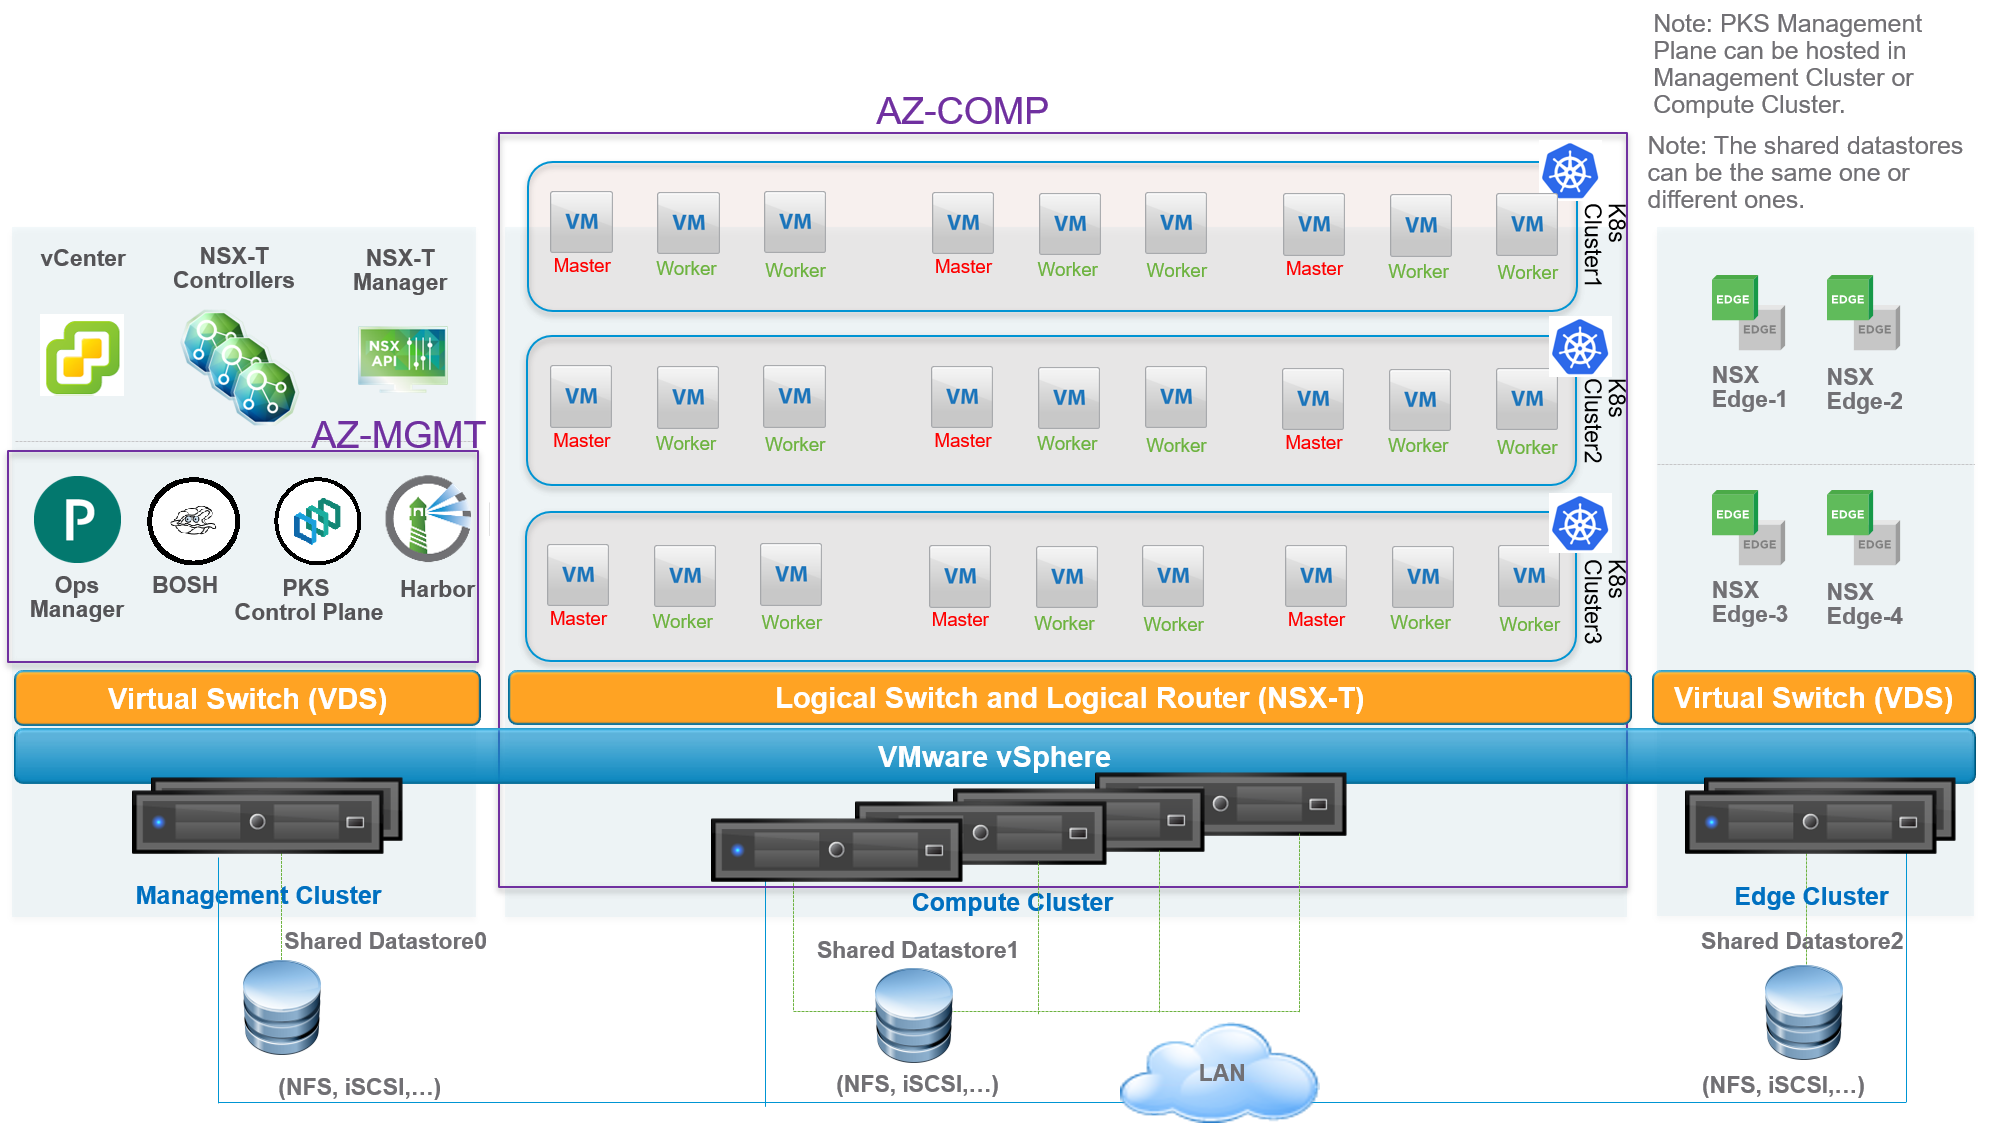 Note: PKS Management
Plane can be hosted in
Management Cluster or
Compute Cluster.
Note: The shared datastores
can be the same one or
different ones.
AZ-COMP
VM VM VM VM VM VM VM VM VM
Master Worker Worker Master Worker Worker Master Worker Worker
K8s
Cluster1
VM VM VM VM VM VM VM VM VM
Master Worker Worker Master Worker Worker Master Worker Worker
K8s
Cluster2
VM VM VM VM VM VM VM VM VM
Master Worker Worker Master Worker Worker Master Worker Worker
K8s
Cluster3
vCenter
NSX-T
Controllers
NSX-T
Manager
NSX
API
AZ-MGMT
P
Ops
Manager
BOSH
PKS
Control Plane
Harbor
EDGE
EDGE
NSX
Edge-1
EDGE
EDGE
NSX
Edge-2
EDGE
EDGE
NSX
Edge-3
EDGE
EDGE
NSX
Edge-4
Virtual Switch (VDS)
Logical Switch and Logical Router (NSX-T)
Virtual Switch (VDS)
VMware vSphere
Management Cluster
Compute Cluster
Edge Cluster
Shared Datastore0
Shared Datastore1
Shared Datastore2
(NFS, iSCSI,...)
(NFS, iSCSI,...)
LAN
(NFS, iSCSI,...)